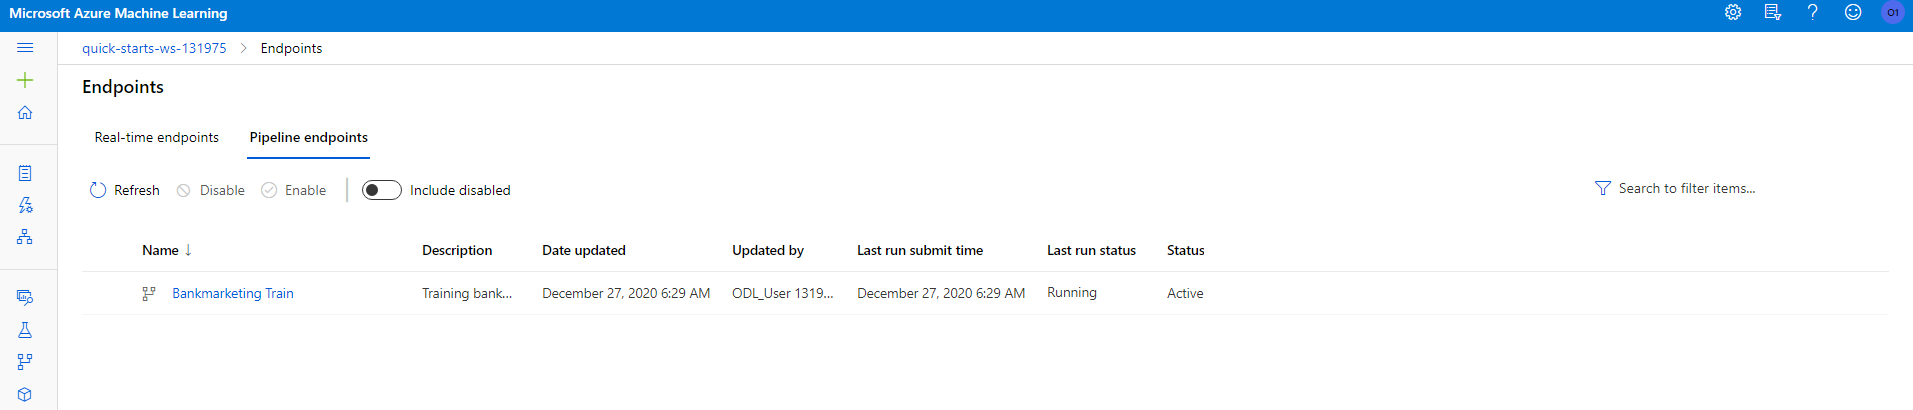 Microsoft Azure Machine Learning
O1
quick-starts-ws-131975 > Endpoints
Endpoints
Real-time endpoints Pipeline endpoints
Refresh Disable Enable Include disabled Search to filter items...
Name ↓ Description Date updated Updated by Last run submit time Last run status Status
Bankmarketing Train Training bank... December 27, 2020 6:29 AM ODL_User 1319... December 27, 2020 6:29 AM Running Active